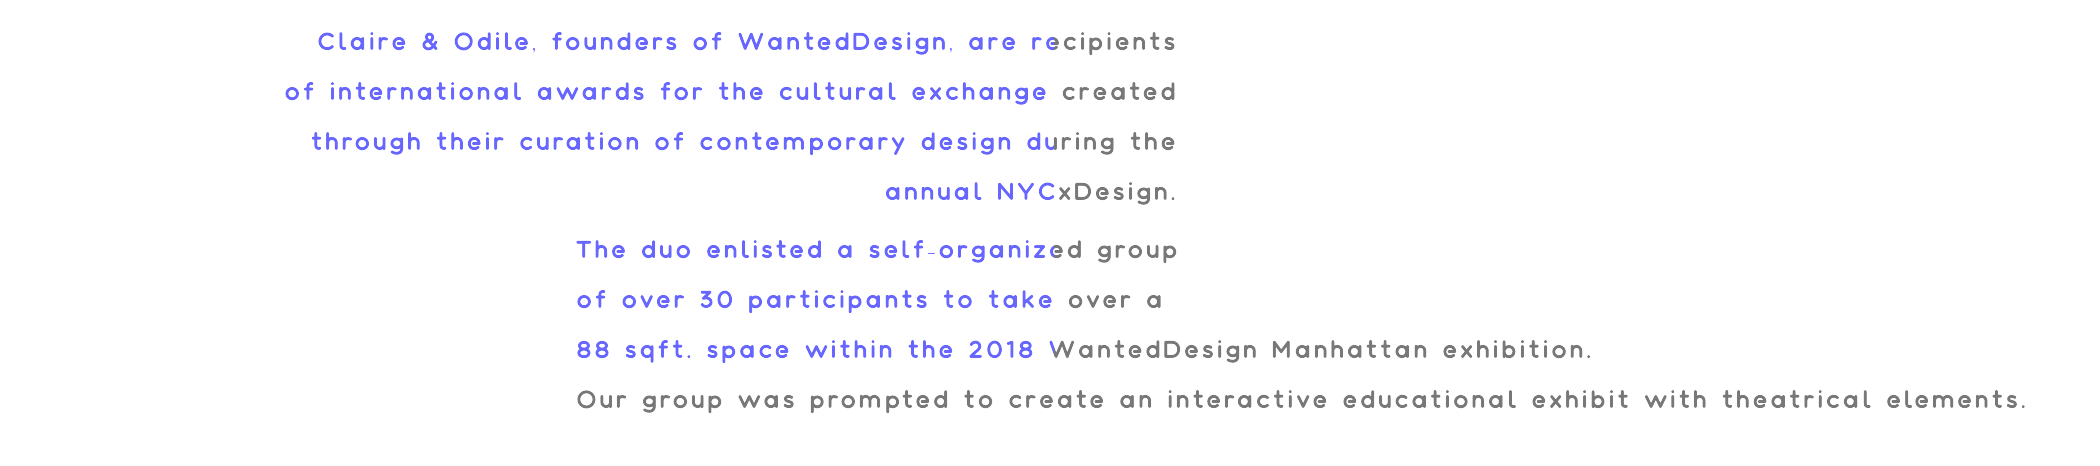 Claire & Odile, founders of WantedDesign, are recipients
of international awards for the cultural exchange created
through their curation of contemporary design during the
annual NYCxDesign.
The duo enlisted a self-organized group
of over 30 participants to take over a
88 sqft. space within the 2018 WantedDesign Manhattan exhibition.
Our group was prompted to create an interactive educational exhibit with theatrical elements.